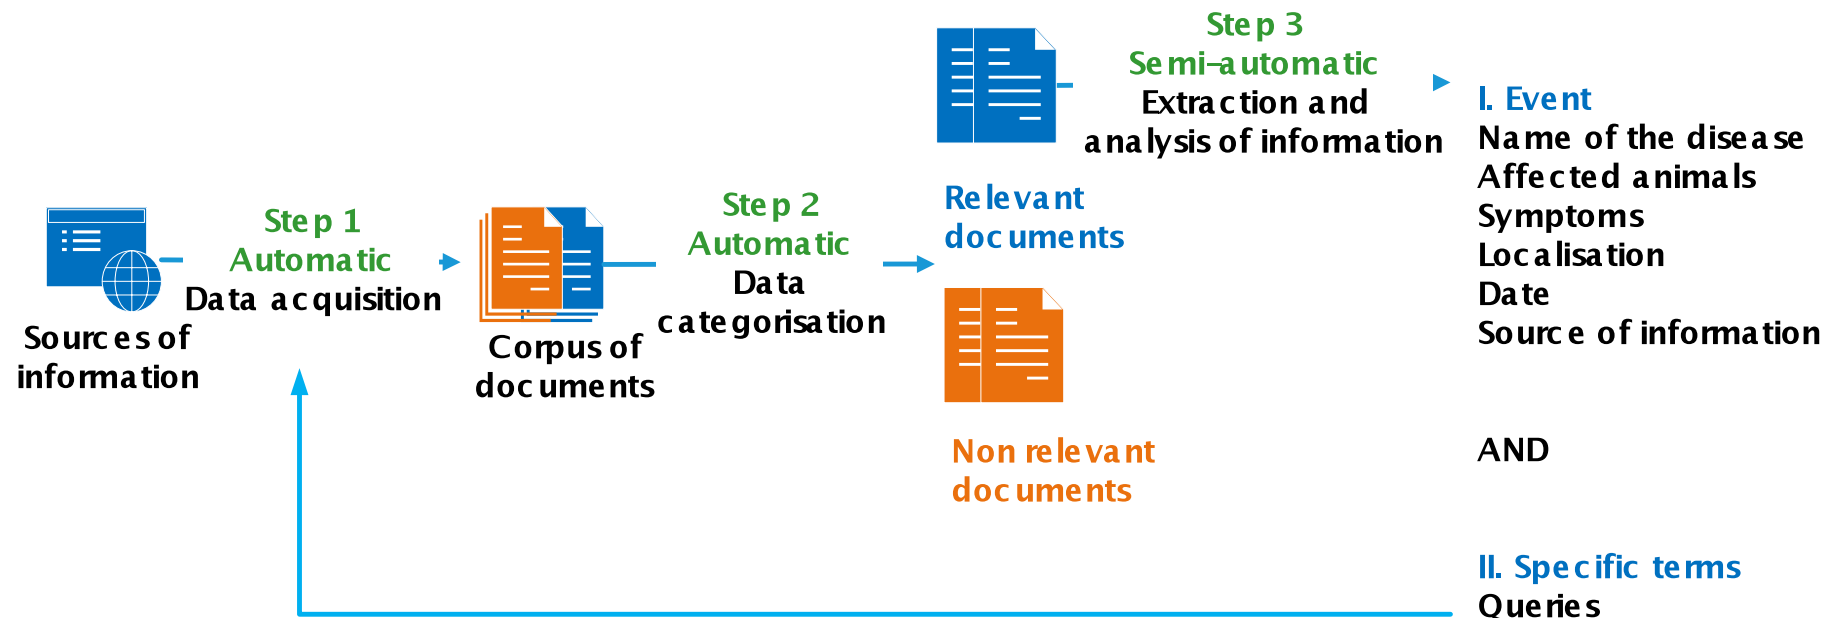 Sources of
information
Step 1
Automatic
Data acquisition
Corpus of
documents
Step 2
Automatic
Data
categorisation
Relevant
documents
Non relevant
documents
Step 3
Semi-automatic
Extraction and
analysis of information
I. Event
Name of the disease
Affected animals
Symptoms
Localisation
Date
Source of information
AND
II. Specific terms
Queries